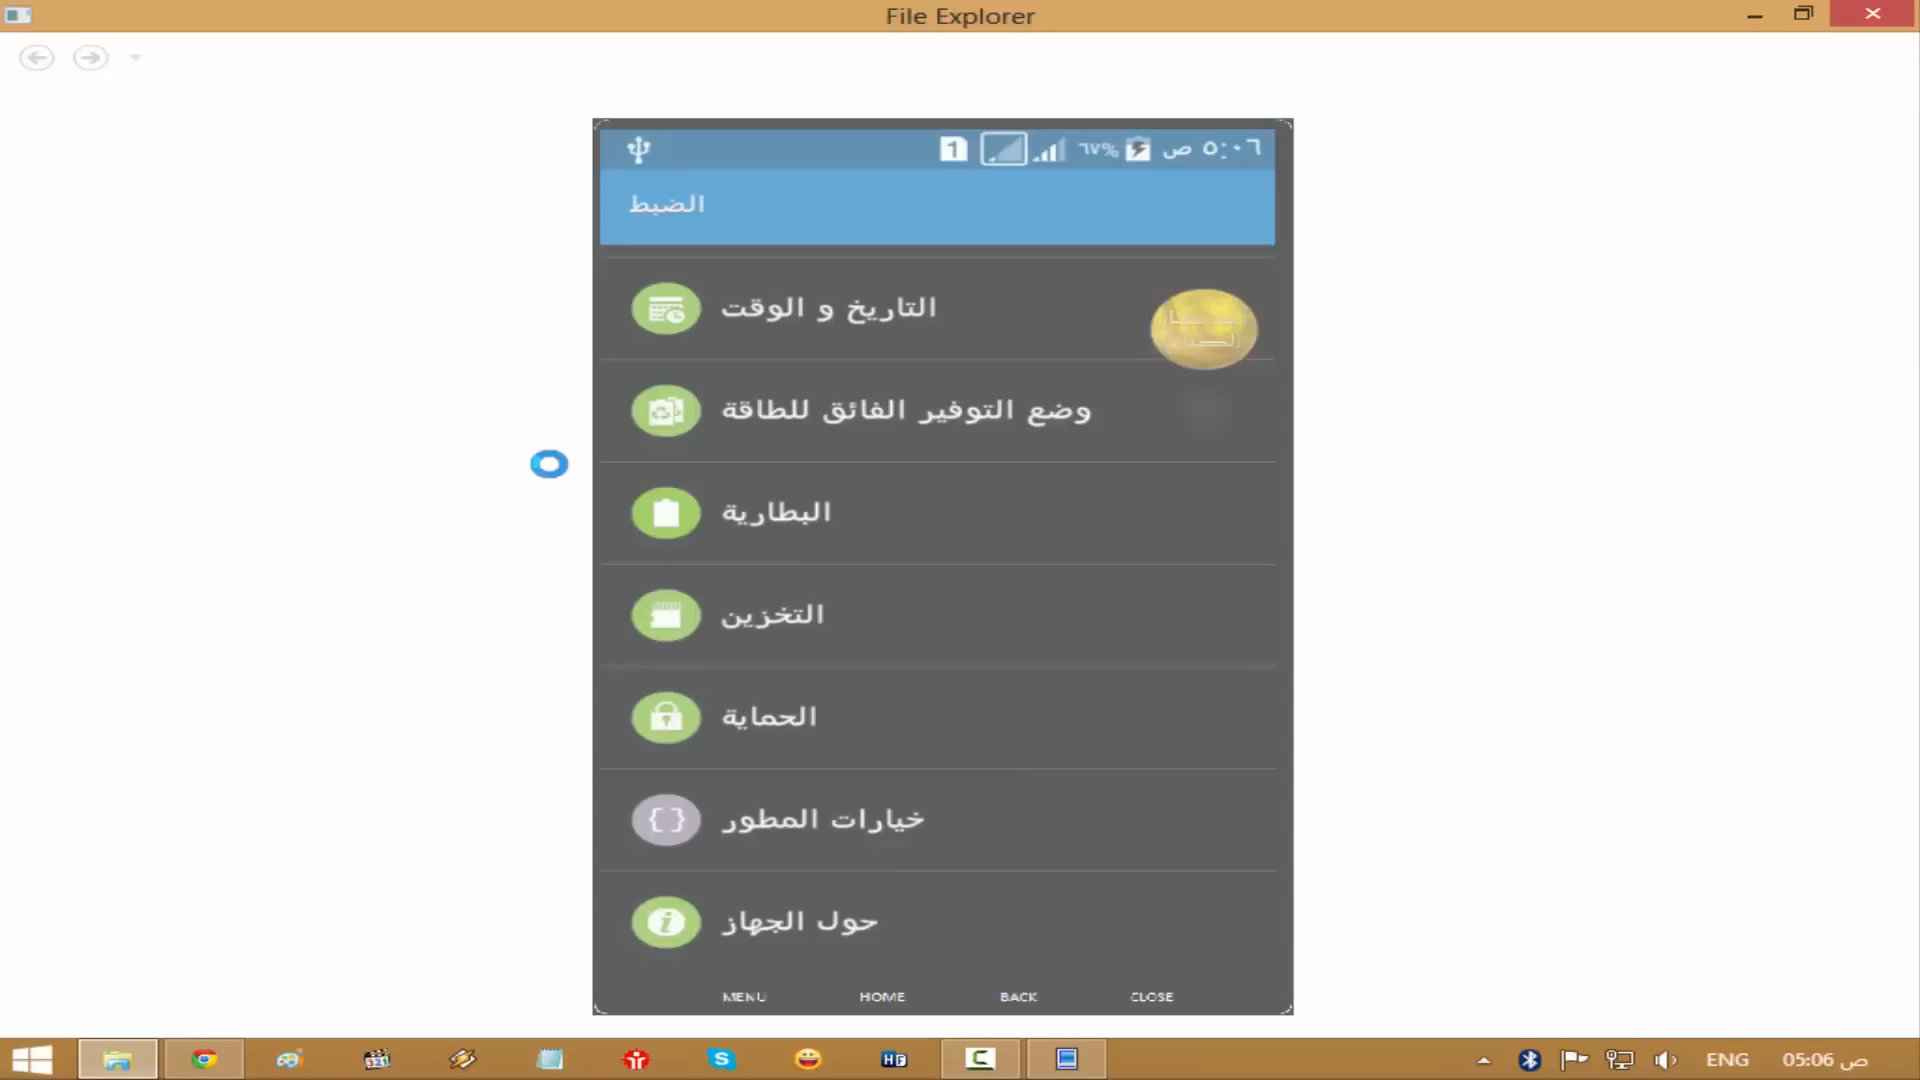 File Explorer
1
٦٧%
٥:٠٦ ص
الضبط
التاريخ و الوقت
وضع التوفير الفائق للطاقة
البطارية
التخزين
الحماية
خيارات المطور
حول الجهاز
MENU HOME BACK CLOSE
ENG
05:06 ص